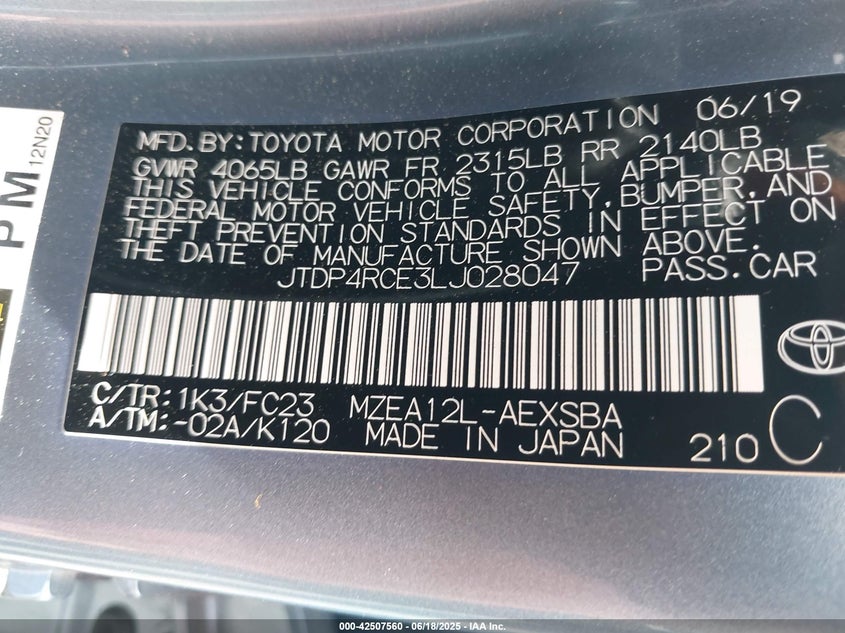 MFD.BY:TOYOTA MOTOR CORPORATION 06/19
GVWR 4065LB GAWR FR 2315LB RR 2140LB
THIS VEHICLE CONFORMS TO ALL APPLICABLE
FEDERAL MOTOR VEHICLE SAFETY,BUMPER,AND
THEFT PREVENTION STANDARDS IN EFFECT ON
THE DATE OF MANUFACTURE SHOWN ABOVE.
JTDP4RCE3LJ028047 PASS.CAR
C/TR:1K3/FC23 MZEA12L-AEXSBA
A/TM:-02A/K120 MADE IN JAPAN 210 C
PM
12N20
000-42507560 - 06/18/2025 - IAA Inc.